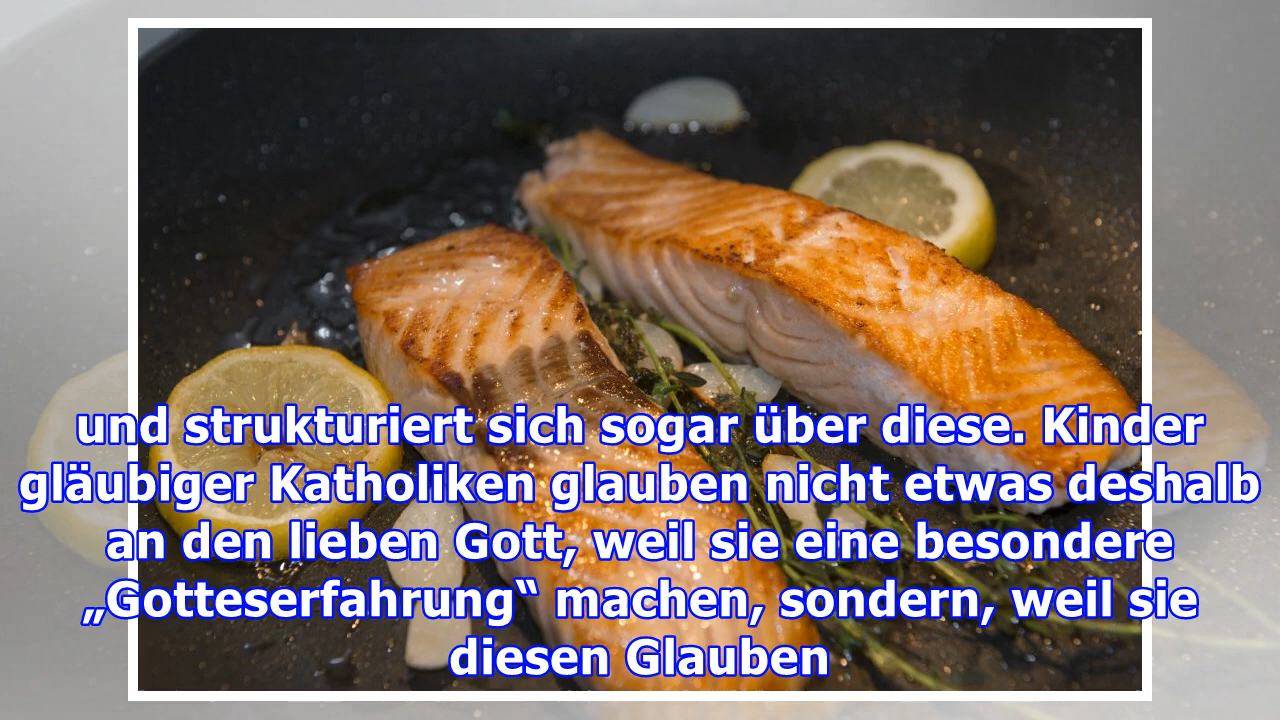 und strukturiert sich sogar über diese. Kinder
gläubiger Katholiken glauben nicht etwas deshalb
an den lieben Gott, weil sie eine besondere
„Gotteserfahrung“ machen, sondern, weil sie
diesen Glauben